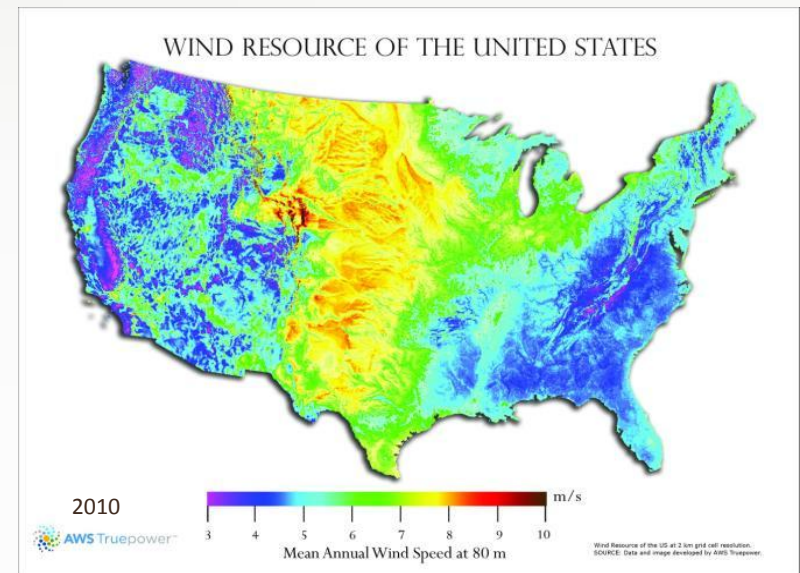 WIND RESOURCE OF THE UNITED STATES
2010
m/s
3 4 5 6 7 8 9 10
Mean Annual Wind Speed at 80 m
AWS Truepower™
Wind Resource of the US at 2 km grid cell resolution.
SOURCE: Data and image developed by AWS Truepower.